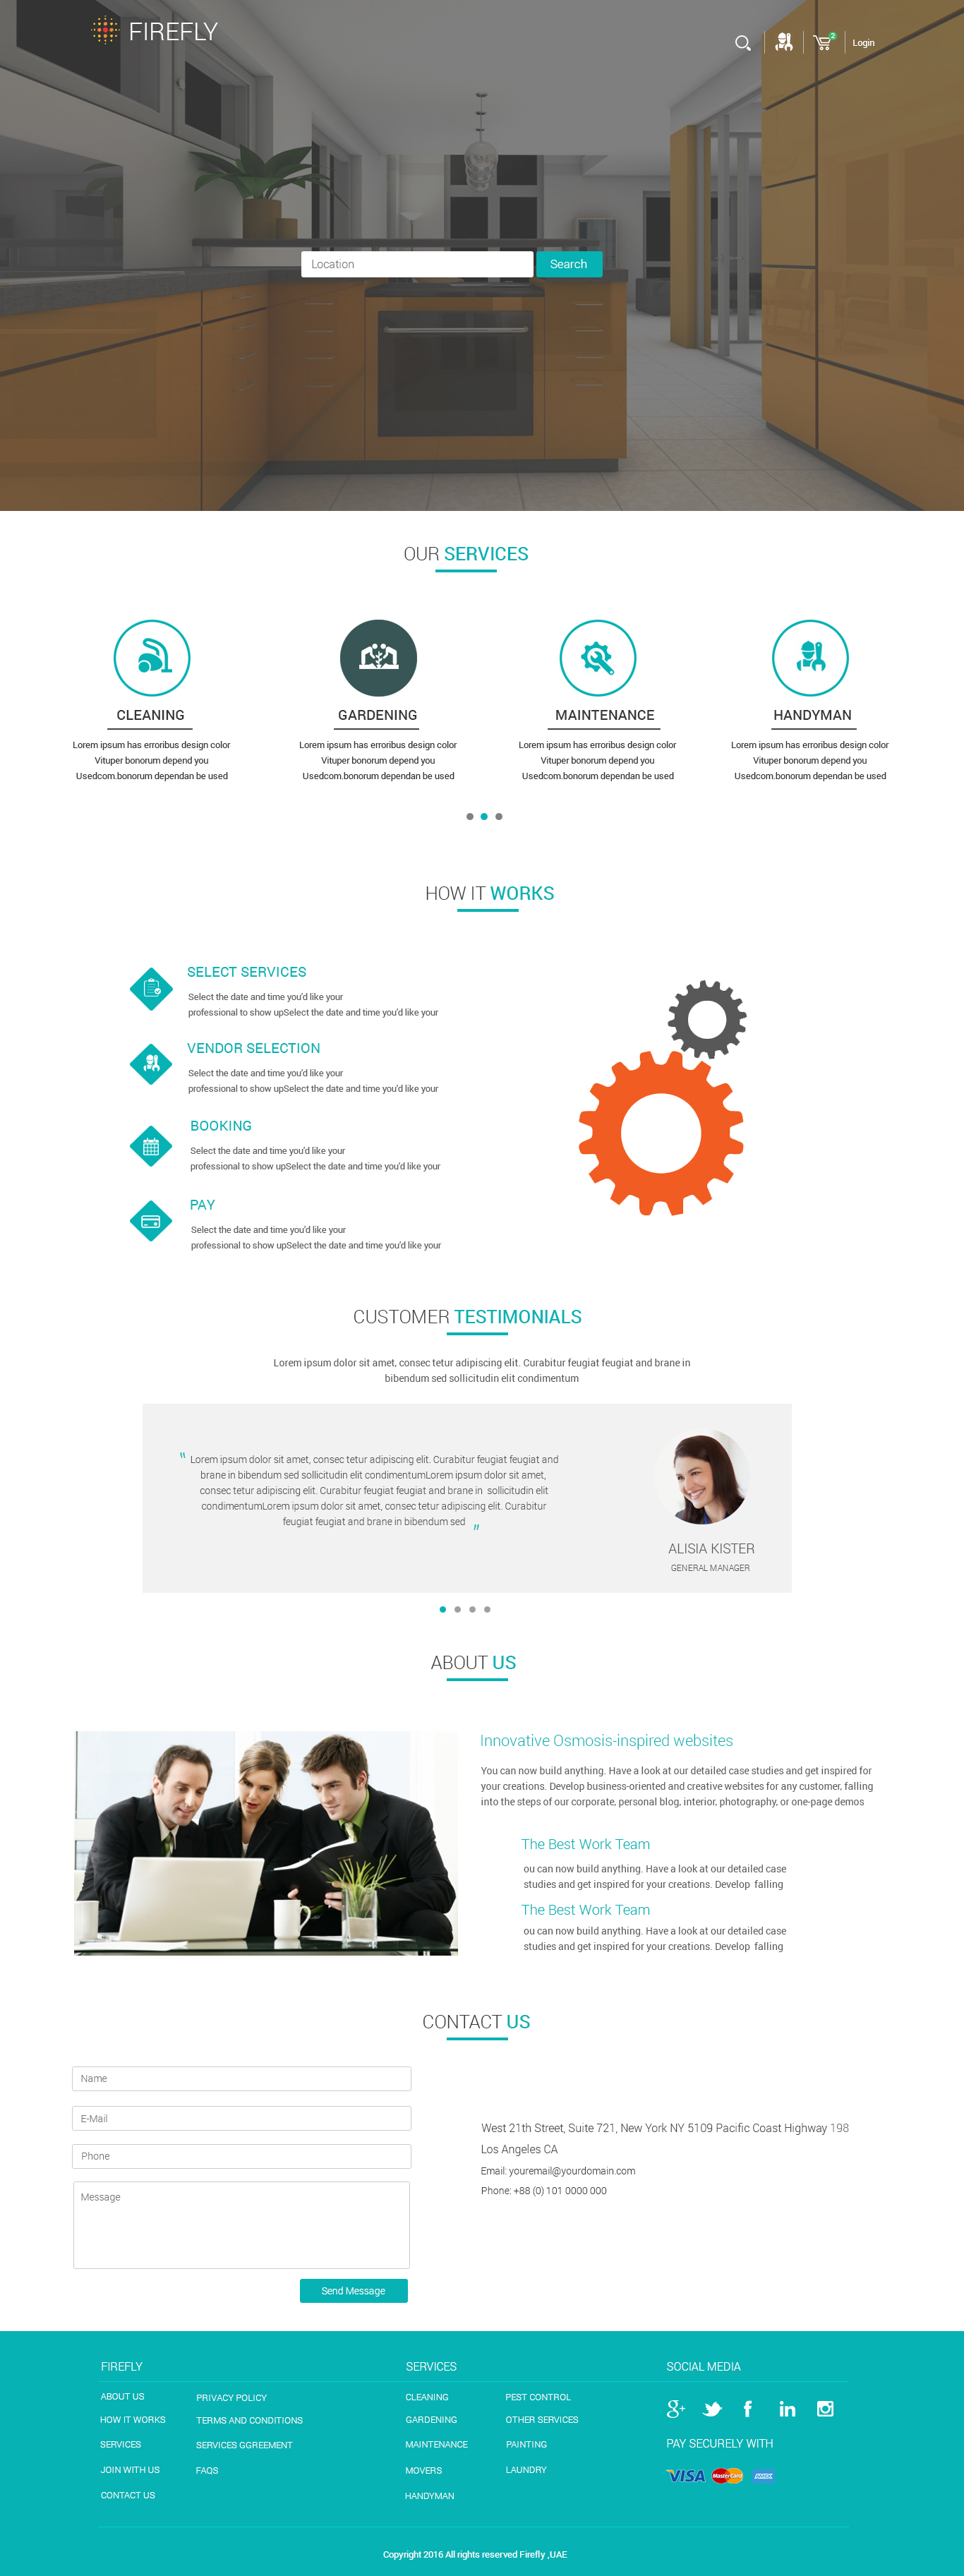 FIREFLY
2
Login
Location
Search
OUR SERVICES
CLEANING
Lorem ipsum has erroribus design color
Vituper bonorum depend you
Usedcom.bonorum dependan be used
GARDENING
Lorem ipsum has erroribus design color
Vituper bonorum depend you
Usedcom.bonorum dependan be used
MAINTENANCE
Lorem ipsum has erroribus design color
Vituper bonorum depend you
Usedcom.bonorum dependan be used
HANDYMAN
Lorem ipsum has erroribus design color
Vituper bonorum depend you
Usedcom.bonorum dependan be used
HOW IT WORKS
SELECT SERVICES
Select the date and time you'd like your
professional to show upSelect the date and time you'd like your
VENDOR SELECTION
Select the date and time you'd like your
professional to show upSelect the date and time you'd like your
BOOKING
Select the date and time you'd like your
professional to show upSelect the date and time you'd like your
PAY
Select the date and time you'd like your
professional to show upSelect the date and time you'd like your
CUSTOMER TESTIMONIALS
Lorem ipsum dolor sit amet, consec tetur adipiscing elit. Curabitur feugiat feugiat and brane in
bibendum sed sollicitudin elit condimentum
" Lorem ipsum dolor sit amet, consec tetur adipiscing elit. Curabitur feugiat feugiat and
brane in bibendum sed sollicitudin elit condimentumLorem ipsum dolor sit amet,
consec tetur adipiscing elit. Curabitur feugiat feugiat and brane in sollicitudin elit
condimentumLorem ipsum dolor sit amet, consec tetur adipiscing elit. Curabitur
feugiat feugiat and brane in bibendum sed "
ALISIA KISTER
GENERAL MANAGER
ABOUT US
Innovative Osmosis-inspired websites
You can now build anything. Have a look at our detailed case studies and get inspired for
your creations. Develop business-oriented and creative websites for any customer, falling
into the steps of our corporate, personal blog, interior, photography, or one-page demos
The Best Work Team
ou can now build anything. Have a look at our detailed case
studies and get inspired for your creations. Develop falling
The Best Work Team
ou can now build anything. Have a look at our detailed case
studies and get inspired for your creations. Develop falling
CONTACT US
Name
E-Mail
Phone
Message
Send Message
West 21th Street, Suite 721, New York NY 5109 Pacific Coast Highway 198
Los Angeles CA
Email: youremail@yourdomain.com
Phone: +88 (0) 101 0000 000
FIREFLY
ABOUT US
HOW IT WORKS
SERVICES
JOIN WITH US
CONTACT US
PRIVACY POLICY
TERMS AND CONDITIONS
SERVICES GGREEMENT
FAQS
SERVICES
CLEANING
GARDENING
MAINTENANCE
MOVERS
HANDYMAN
PEST CONTROL
OTHER SERVICES
PAINTING
LAUNDRY
SOCIAL MEDIA
g+
in
PAY SECURELY WITH
VISA
MasterCard
AMEX
Copyright 2016 All rights reserved Firefly ,UAE